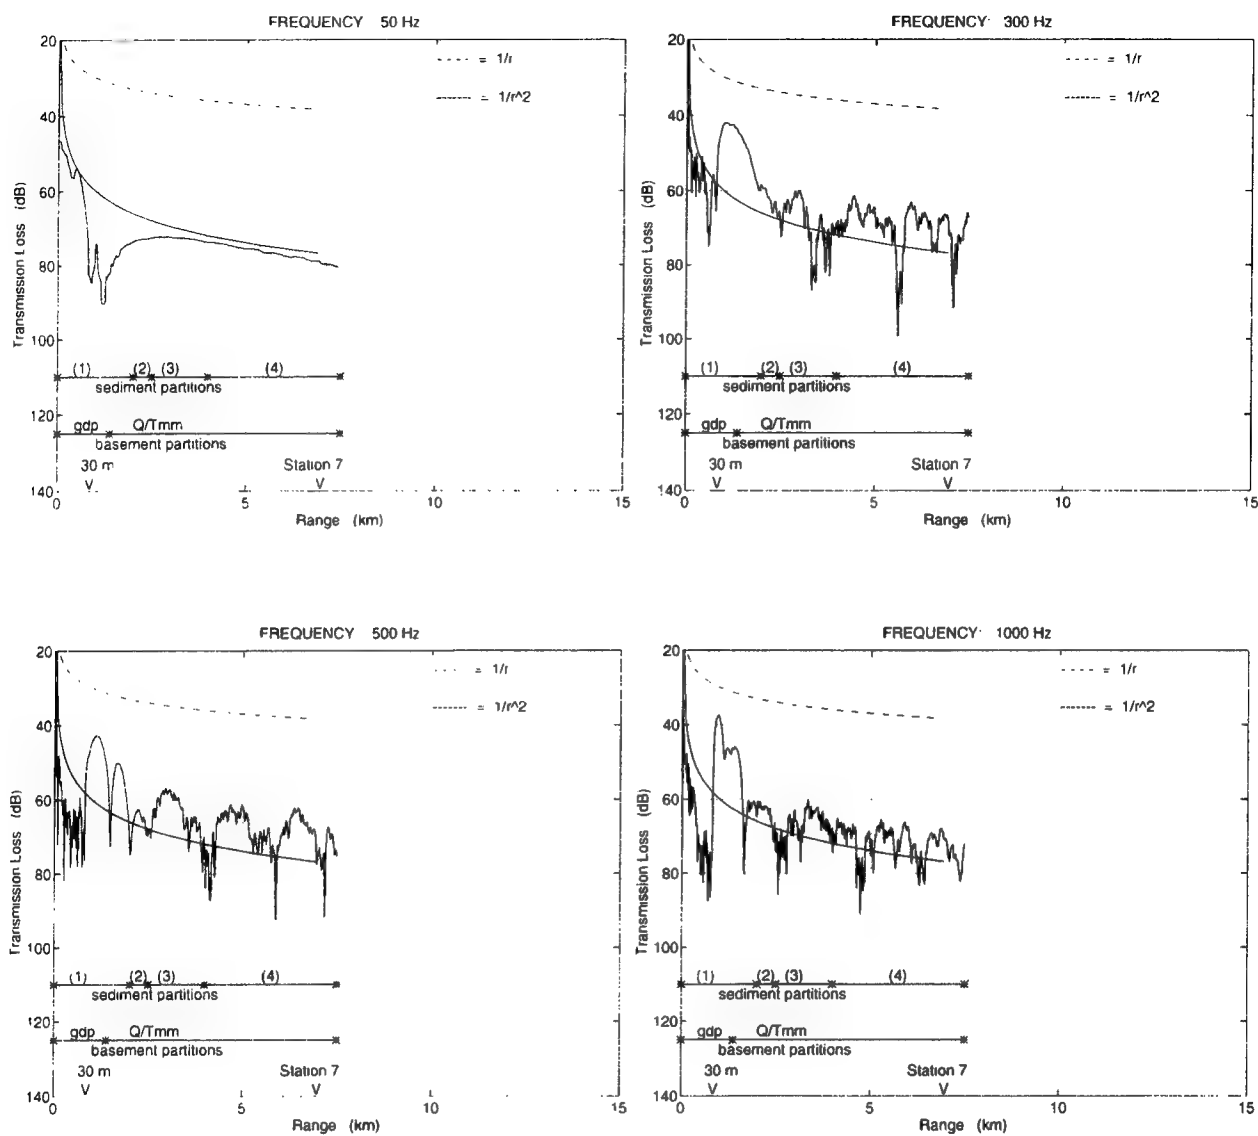 FREQUENCY 50 Hz
20
40
60
80
100
120
140
Transmission Loss (dB)
= 1/r
= 1/r^2
(1) (2) (3) (4)
sediment partitions
gdp Q/Tmm
basement partitions
30 m Station 7
V V
0 5 10 15
Range (km)
FREQUENCY 300 Hz
20
40
60
80
100
120
140
Transmission Loss (dB)
= 1/r
= 1/r^2
(1) (2) (3) (4)
sediment partitions
gdp Q/Tmm
basement partitions
30 m Station 7
V V
0 5 10 15
Range (km)
FREQUENCY 500 Hz
20
40
60
80
100
120
140
Transmission Loss (dB)
= 1/r
= 1/r^2
(1) (2) (3) (4)
sediment partitions
gdp Q/Tmm
basement partitions
30 m Station 7
V V
0 5 10 15
Range (km)
FREQUENCY 1000 Hz
20
40
60
80
100
120
140
Transmission Loss (dB)
= 1/r
= 1/r^2
(1) (2) (3) (4)
sediment partitions
gdp Q/Tmm
basement partitions
30 m Station 7
V V
0 5 10 15
Range (km)